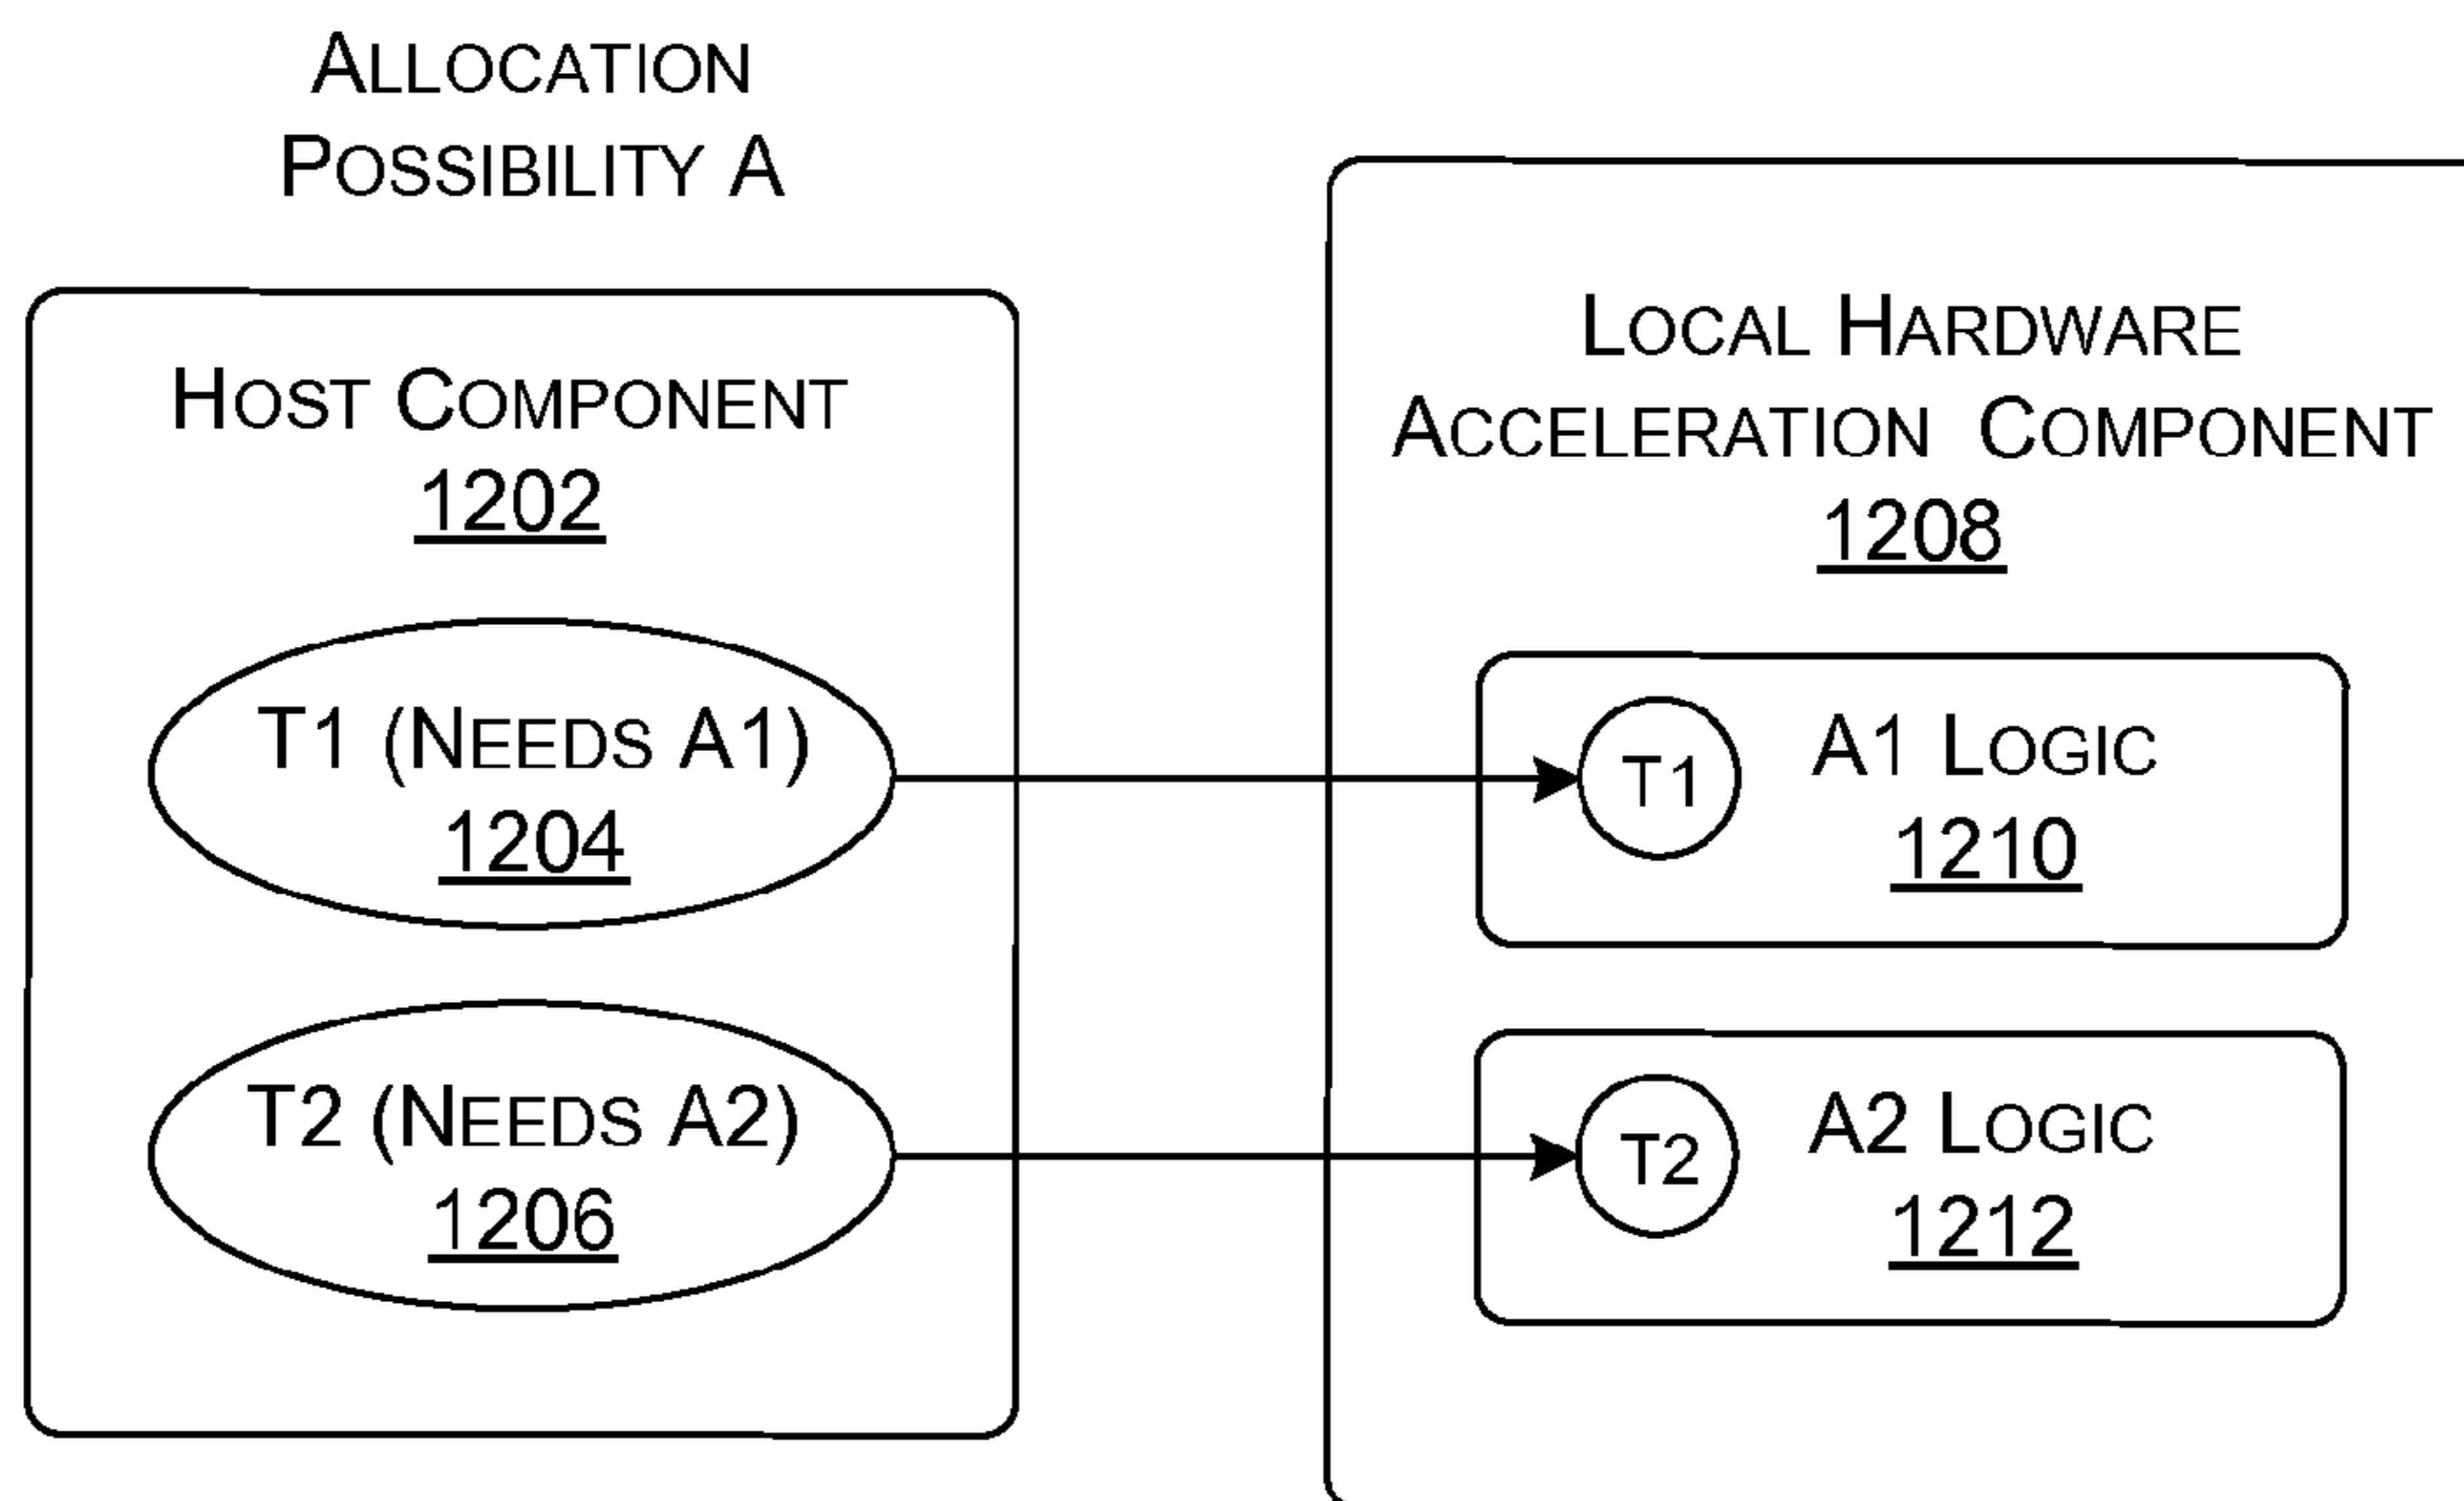 ALLOCATION
POSSIBILITY A
HOST COMPONENT
1202
T1 (NEEDS A1)
1204
T2 (NEEDS A2)
1206
LOCAL HARDWARE
ACCELERATION COMPONENT
1208
T1
A1 LOGIC
1210
T2
A2 LOGIC
1212